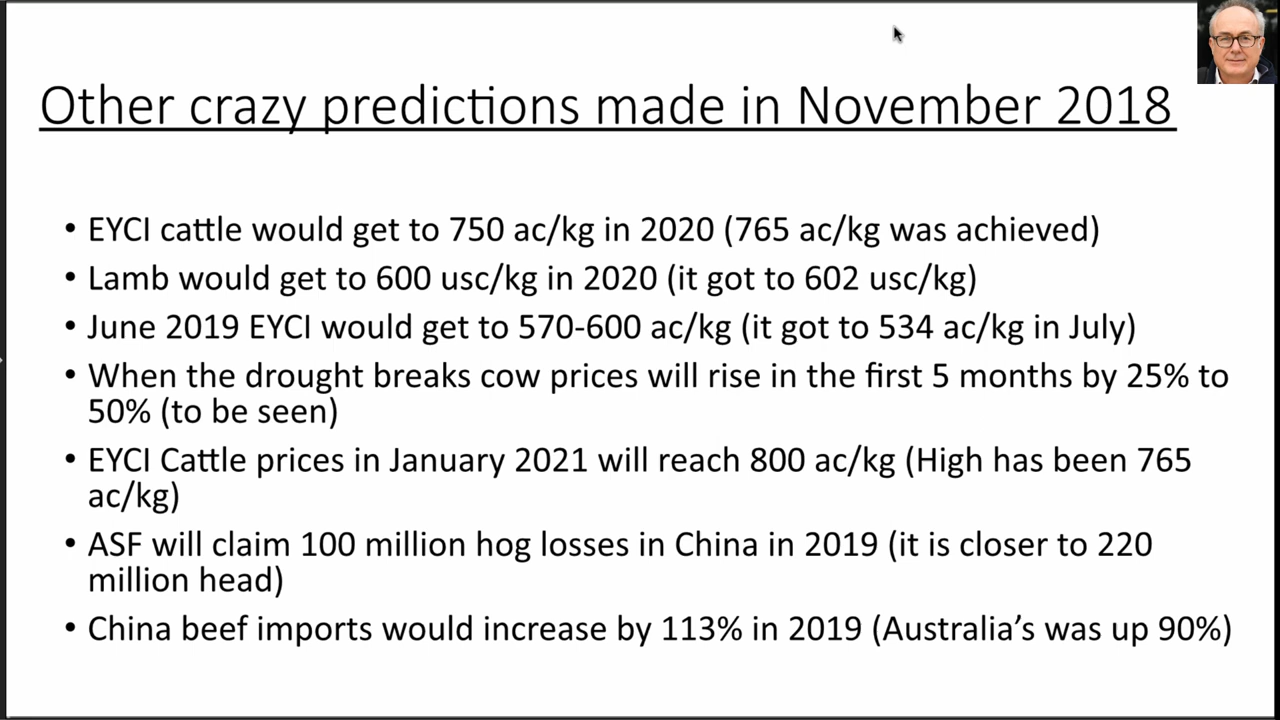 Other crazy predictions made in November 2018
• EYCI cattle would get to 750 ac/kg in 2020 (765 ac/kg was achieved)
• Lamb would get to 600 usc/kg in 2020 (it got to 602 usc/kg)
• June 2019 EYCI would get to 570-600 ac/kg (it got to 534 ac/kg in July)
• When the drought breaks cow prices will rise in the first 5 months by 25% to
50% (to be seen)
• EYCI Cattle prices in January 2021 will reach 800 ac/kg (High has been 765
ac/kg)
• ASF will claim 100 million hog losses in China in 2019 (it is closer to 220
million head)
• China beef imports would increase by 113% in 2019 (Australia’s was up 90%)